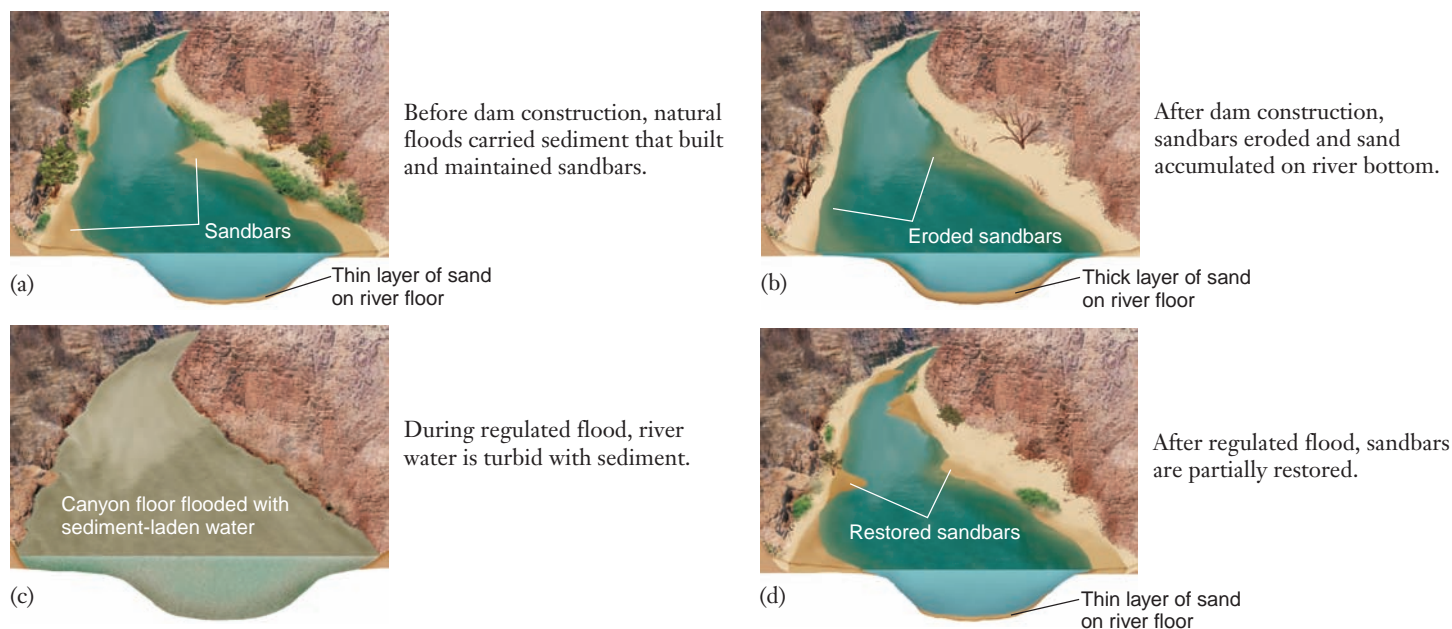 Before dam construction, natural
floods carried sediment that built
and maintained sandbars.
Sandbars
Thin layer of sand
on river floor
(a)
After dam construction,
sandbars eroded and sand
accumulated on river bottom.
Eroded sandbars
Thick layer of sand
on river floor
(b)
During regulated flood, river
water is turbid with sediment.
Canyon floor flooded with
sediment-laden water
(c)
After regulated flood, sandbars
are partially restored.
Restored sandbars
Thin layer of sand
on river floor
(d)